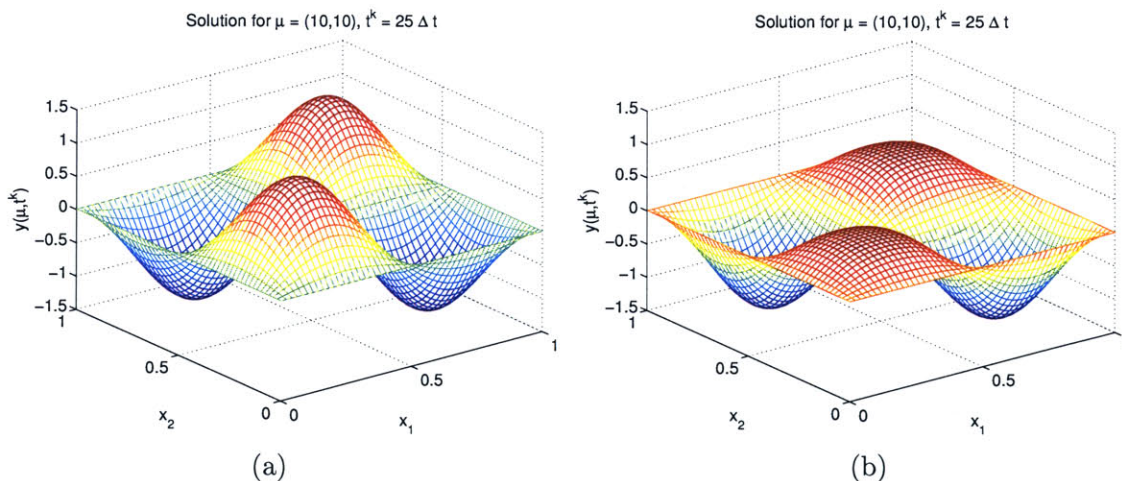 Solution for μ = (10,10), t^k = 25 Δ t
y(μ,t^k)
1.5
1
0.5
0
−0.5
−1
−1.5
1
0.5
0
x_2
0
0.5
1
x_1
(a)
Solution for μ = (10,10), t^k = 25 Δ t
y(μ,t^k)
1.5
1
0.5
0
−0.5
−1
−1.5
1
0.5
0
x_2
0
0.5
1
x_1
(b)